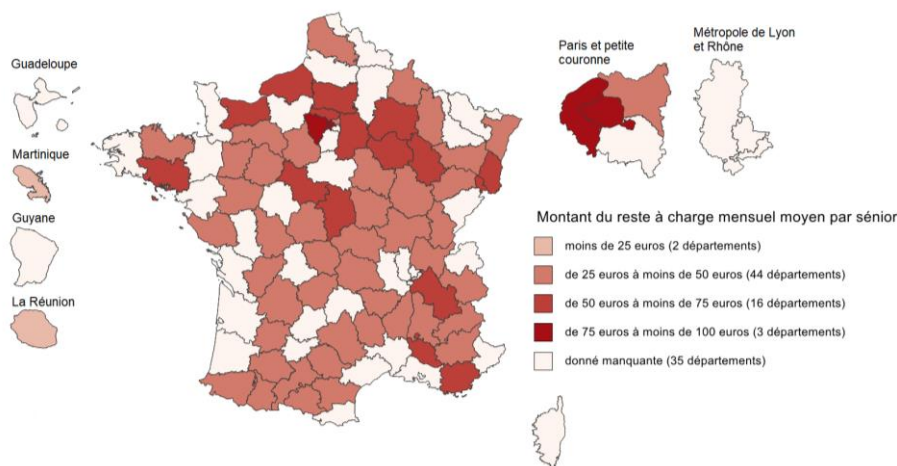 Guadeloupe
Martinique
Guyane
La Réunion
Paris et petite
couronne
Métropole de Lyon
et Rhône
Montant du reste à charge mensuel moyen par sénior
moins de 25 euros (2 départements)
de 25 euros à moins de 50 euros (44 départements)
de 50 euros à moins de 75 euros (16 départements)
de 75 euros à moins de 100 euros (3 départements)
donné manquante (35 départements)